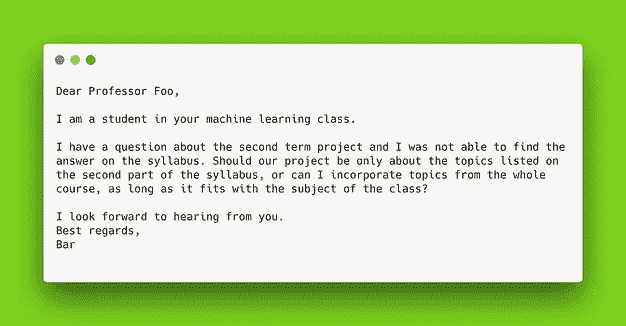 Dear Professor Foo,
I am a student in your machine learning class.
I have a question about the second term project and I was not able to find the
answer on the syllabus. Should our project be only about the topics listed on
the second part of the syllabus, or can I incorporate topics from the whole
course, as long as it fits with the subject of the class?
I look forward to hearing from you.
Best regards,
Bar